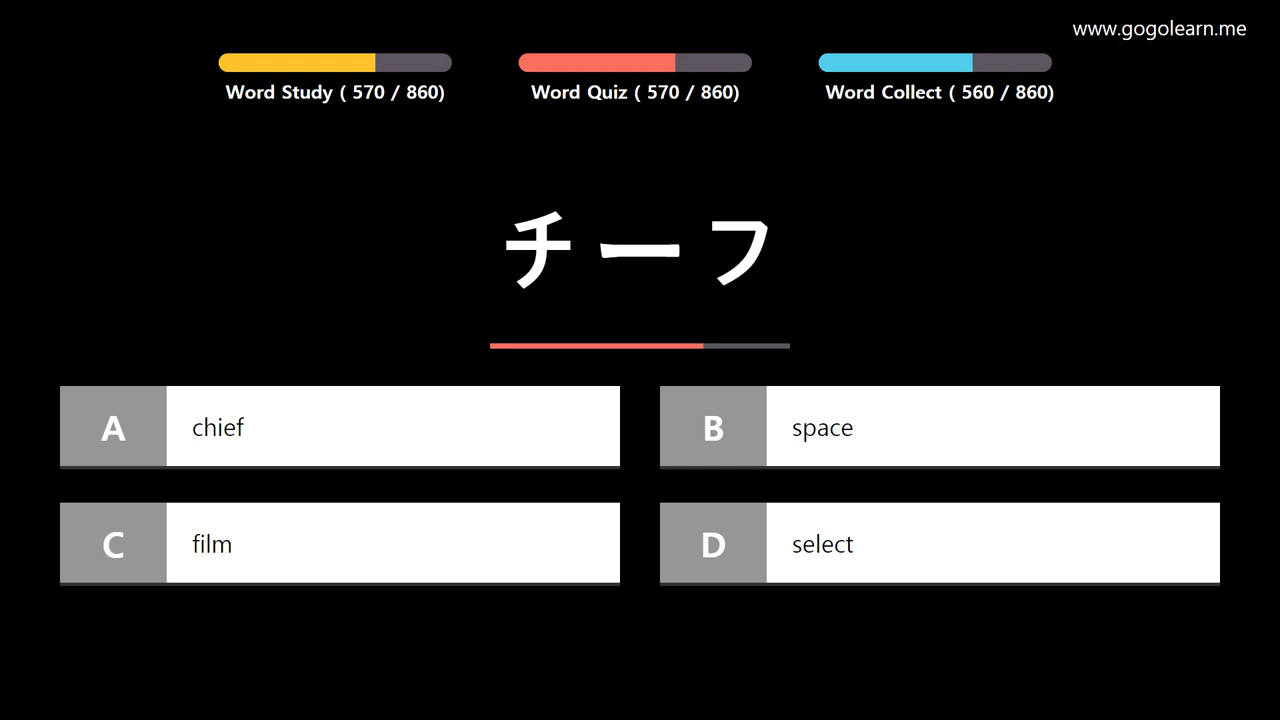 www.gogolearn.me
Word Study ( 570 / 860)
Word Quiz ( 570 / 860)
Word Collect ( 560 / 860)
チーフ
A chief
B space
C film
D select